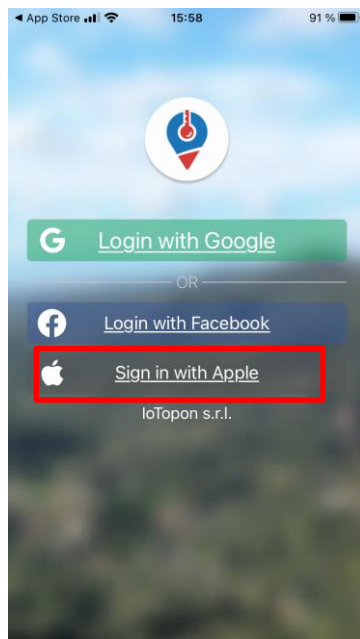 App Store 15:58 91 %
Login with Google
OR
Login with Facebook
Sign in with Apple
IoTopon s.r.l.